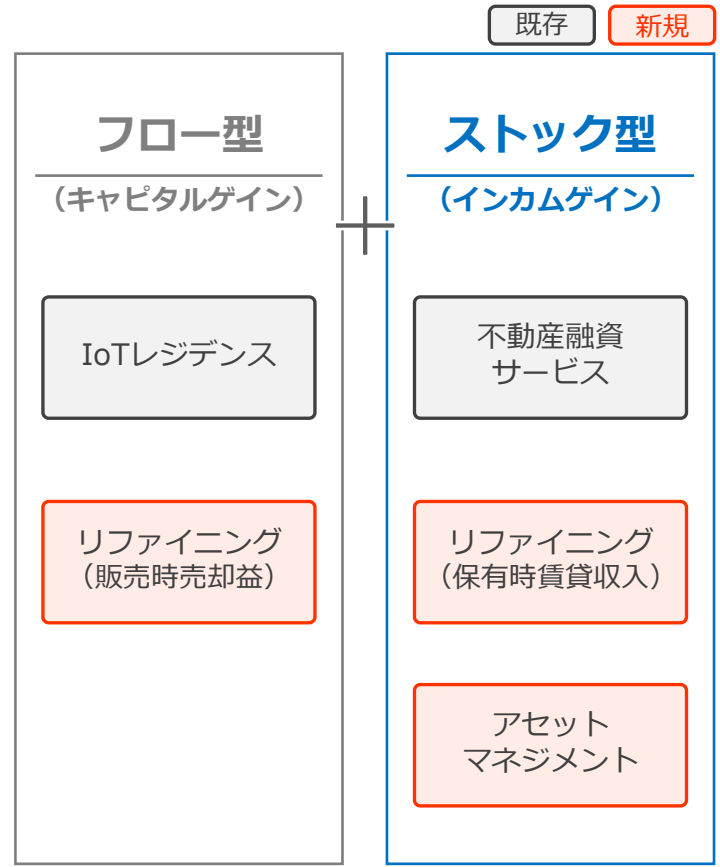 既存
新規
フロー型
（キャピタルゲイン）
IoTレジデンス
リファイニング
（販売時売却益）
＋
ストック型
（インカムゲイン）
不動産融資
サービス
リファイニング
（保有時賃貸収入）
アセット
マネジメント